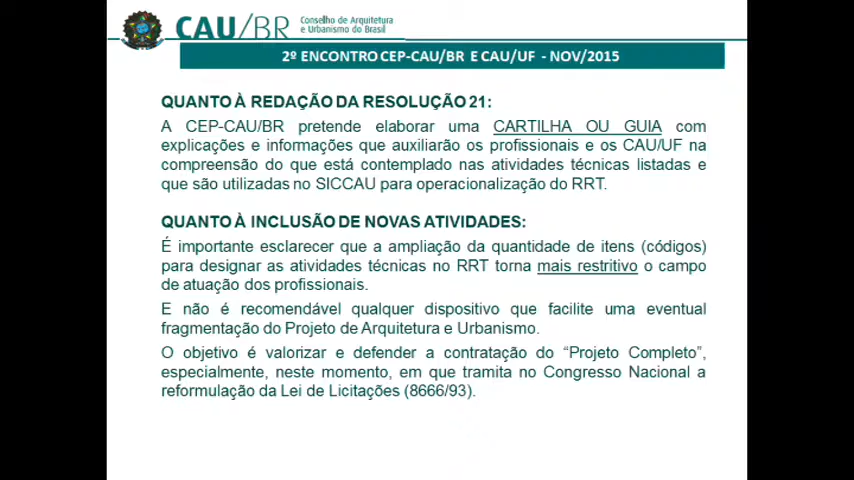 CAU/BR
Conselho de Arquitetura
e Urbanismo do Brasil
2º ENCONTRO CEP-CAU/BR E CAU/UF - NOV/2015
QUANTO À REDAÇÃO DA RESOLUÇÃO 21:
A CEP-CAU/BR pretende elaborar uma CARTILHA OU GUIA com
explicações e informações que auxiliarão os profissionais e os CAU/UF na
compreensão do que está contemplado nas atividades técnicas listadas e
que são utilizadas no SICCAU para operacionalização do RRT.
QUANTO À INCLUSÃO DE NOVAS ATIVIDADES:
É importante esclarecer que a ampliação da quantidade de itens (códigos)
para designar as atividades técnicas no RRT torna mais restritivo o campo
de atuação dos profissionais.
E não é recomendável qualquer dispositivo que facilite uma eventual
fragmentação do Projeto de Arquitetura e Urbanismo.
O objetivo é valorizar e defender a contratação do “Projeto Completo”,
especialmente, neste momento, em que tramita no Congresso Nacional a
reformulação da Lei de Licitações (8666/93).